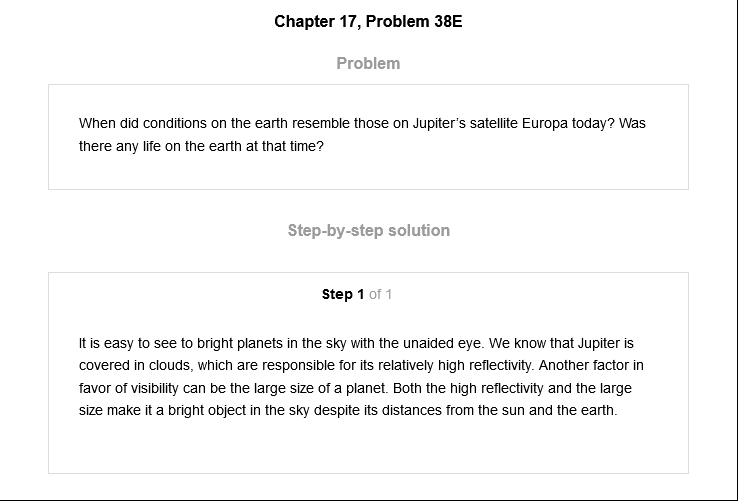 Chapter 17, Problem 38E
Problem
When did conditions on the earth resemble those on Jupiter's satellite Europa today? Was
there any life on the earth at that time?
Step-by-step solution
Step 1 of 1
It is easy to see to bright planets in the sky with the unaided eye. We know that Jupiter is
covered in clouds, which are responsible for its relatively high reflectivity. Another factor in
favor of visibility can be the large size of a planet. Both the high reflectivity and the large
size make it a bright object in the sky despite its distances from the sun and the earth.